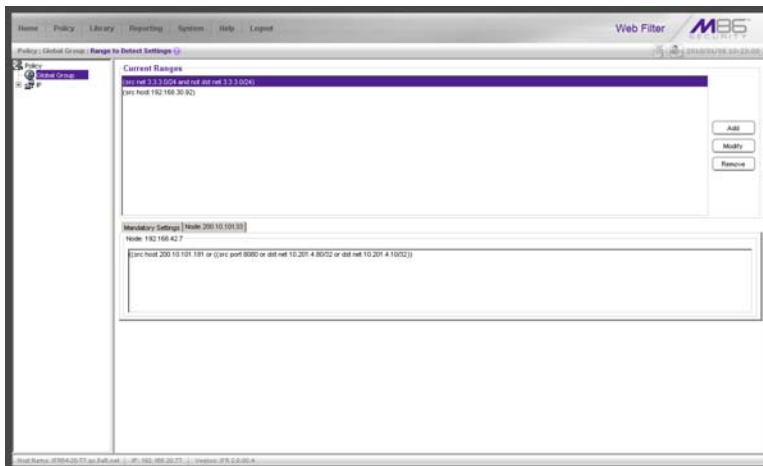 Home Policy Library Reporting System Help Logout
Web Filter
M86 SECURITY
Policy : Global Group : Range to Detect Settings
Policy
Global Group
IP
Current Ranges
(src net 3.3.3.0/24 and not dst net 3.3.3.0/24)
(src host 192.168.30.92)
Add
Modify
Remove
Mandatory Settings Node 200.10.101.33
Node: 192.168.42.7
((src host 200.10.101.181 or ((src port 8080 or dst net 10.201.4.80/32 or dst net 10.201.4.10/32))